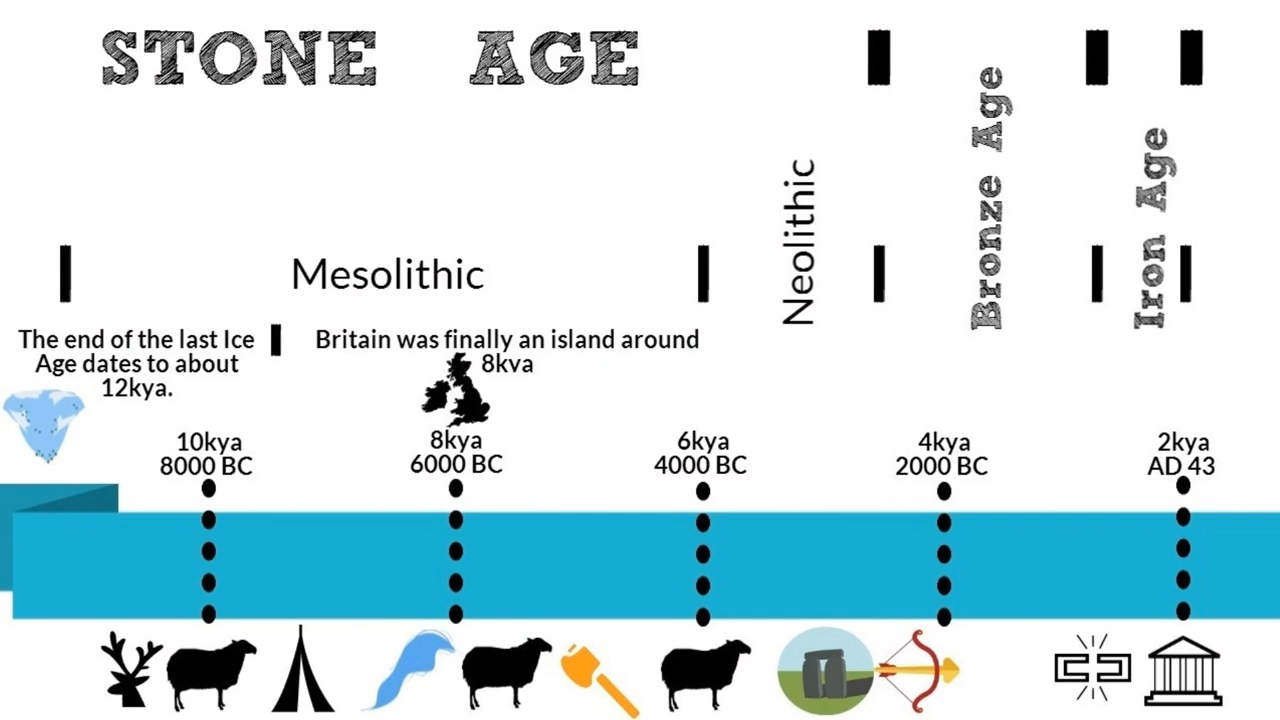 STONE AGE
Bronze Age
Iron Age
Neolithic
Mesolithic
The end of the last Ice
Age dates to about
12kya.
Britain was finally an island around
8kva
10kya
8000 BC
8kya
6000 BC
6kya
4000 BC
4kya
2000 BC
2kya
AD 43